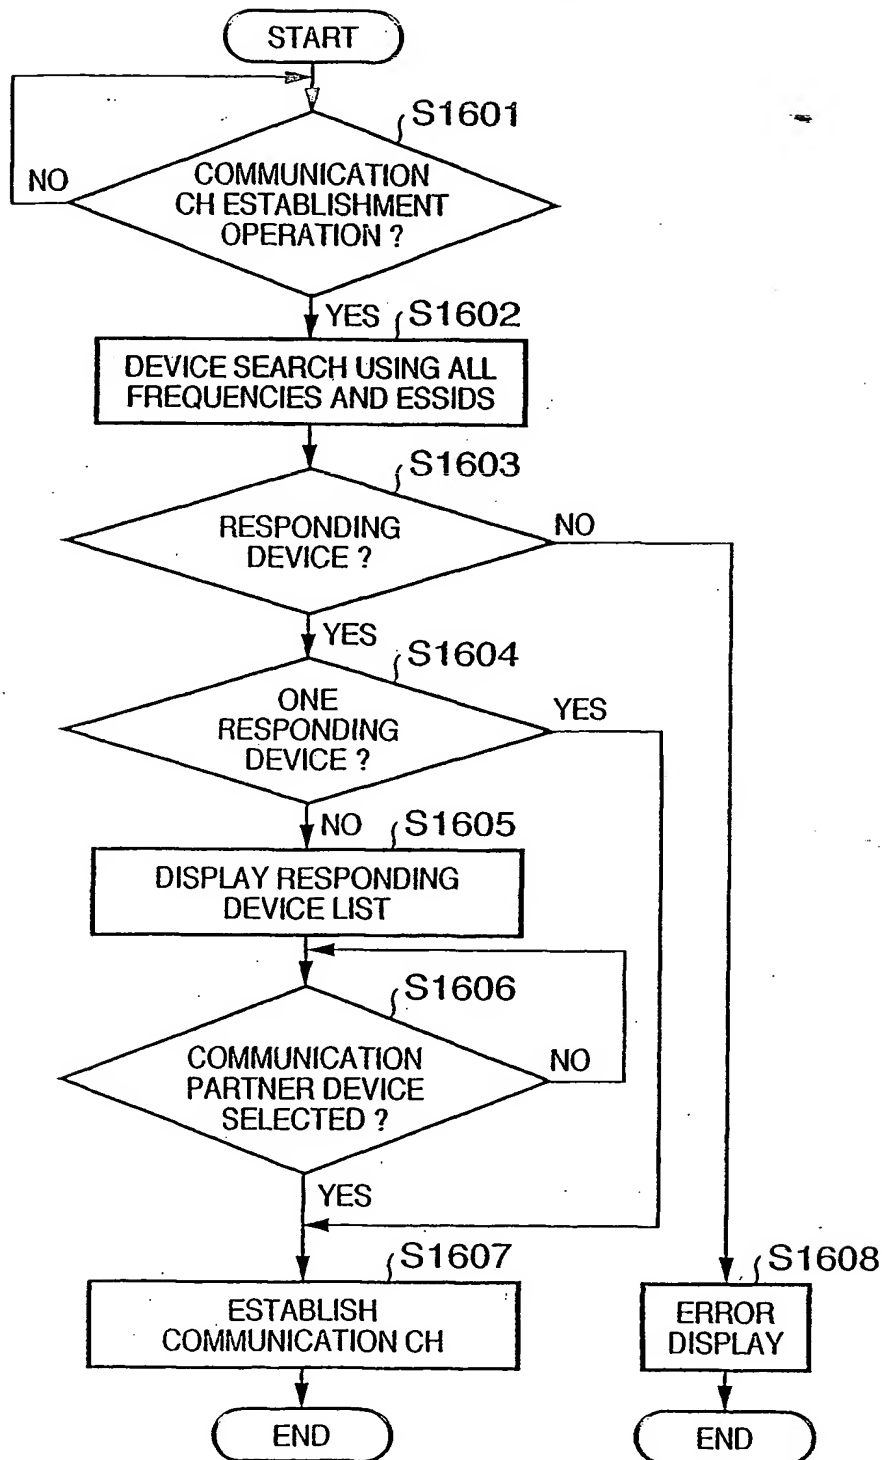 START
S1601
NO
COMMUNICATION
CH ESTABLISHMENT
OPERATION ?
YES
S1602
DEVICE SEARCH USING ALL
FREQUENCIES AND ESSIDS
S1603
RESPONDING
DEVICE ?
NO
YES
S1604
ONE
RESPONDING
DEVICE ?
YES
NO
S1605
DISPLAY RESPONDING
DEVICE LIST
S1606
COMMUNICATION
PARTNER DEVICE
SELECTED ?
NO
YES
S1607
ESTABLISH
COMMUNICATION CH
S1608
ERROR
DISPLAY
END
END